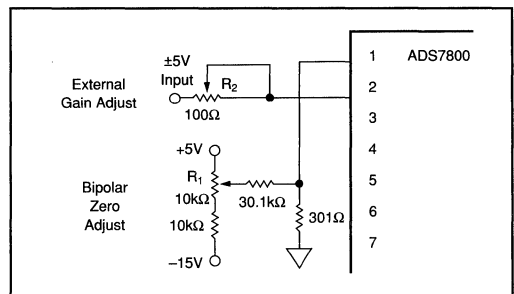 ADS7800
1
2
3
4
5
6
7
±5V
Input
External
Gain Adjust
R2
100Ω
+5V
Bipolar
Zero
Adjust
R1
10kΩ
30.1kΩ
10kΩ
301Ω
–15V